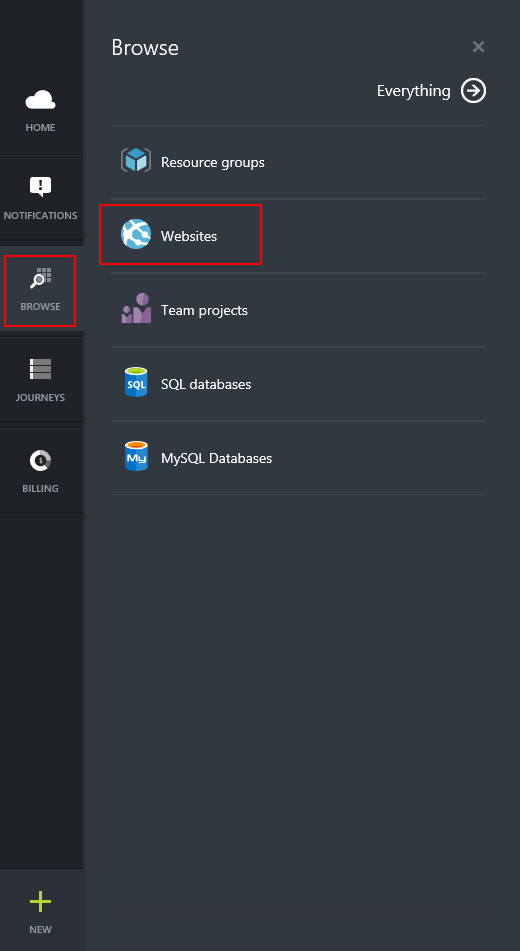 HOME
NOTIFICATIONS
BROWSE
JOURNEYS
BILLING
NEW
Browse
Everything
Resource groups
Websites
Team projects
SQL
SQL databases
My
MySQL Databases